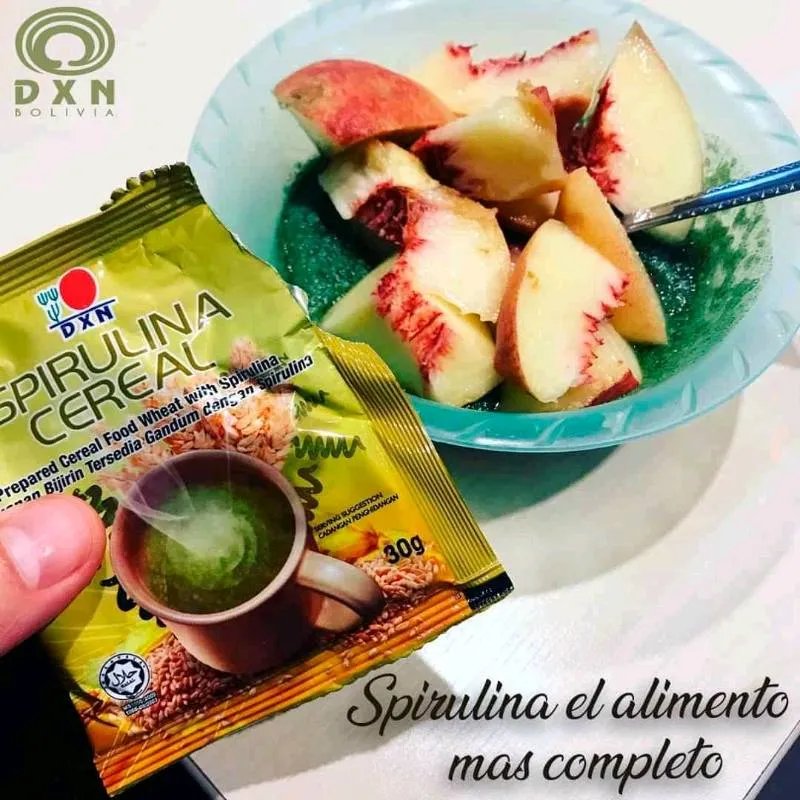 DXN
BOLIVIA
DXN
SPIRULINA
CEREAL
Prepared Cereal Food Wheat with Spirulina
Bijirin Tersedia Gandum dengan Spirulina
SERVING SUGGESTION
CADANGAN PENGHIDANGAN
30g
حلال
Spirulina el alimento
mas completo